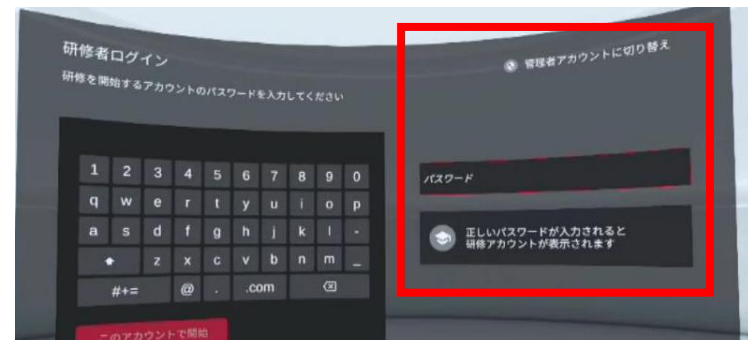 研修者ログイン
研修を開始するアカウントのパスワードを入力してください
1 2 3 4 5 6 7 8 9 0
q w e r t y u i o p
a s d f g h j k l -
z x c v b n m _
#+= @ . .com
このアカウントで開始
管理者アカウントに切り替え
パスワード
正しいパスワードが入力されると
研修アカウントが表示されます